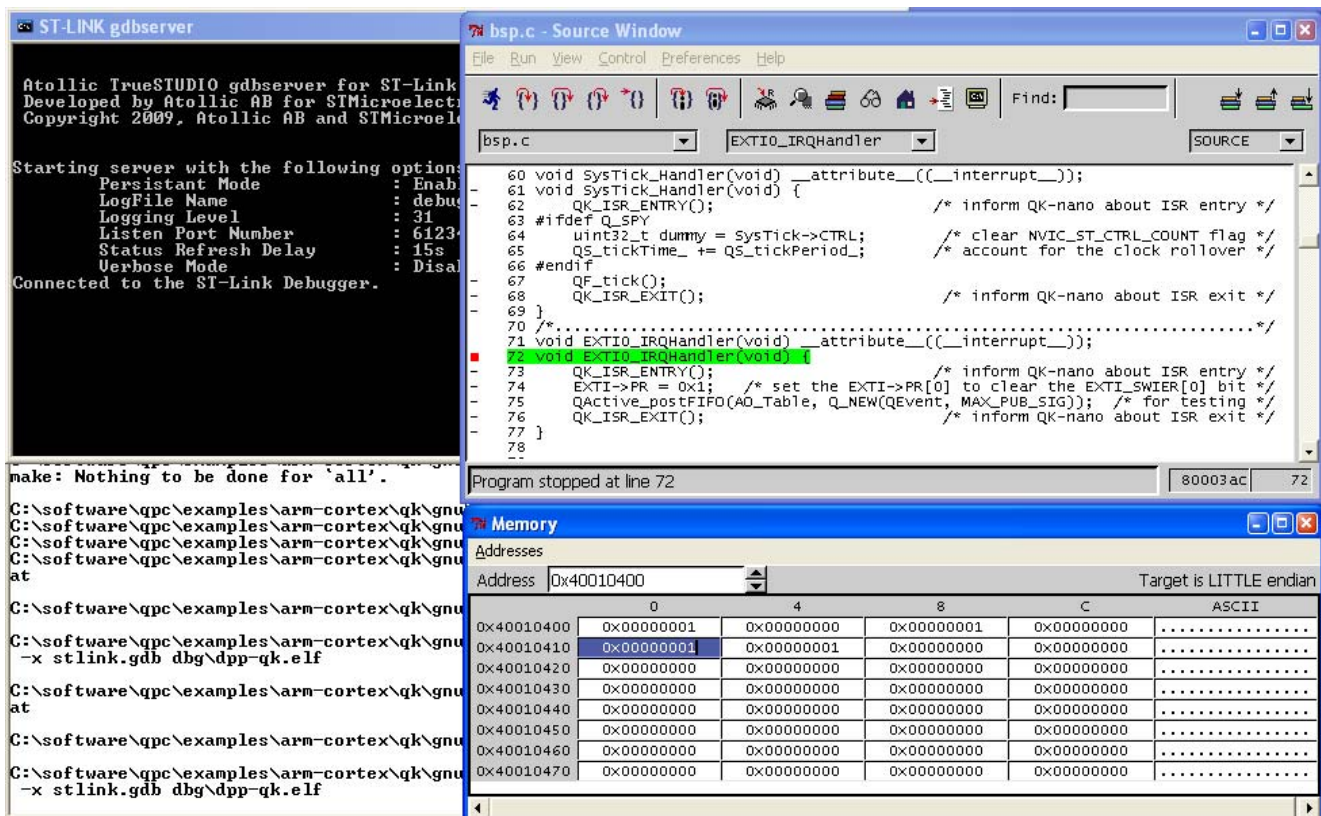 ST-LINK gdbserver
Atollic TrueSTUDIO gdbserver for ST-Link
Developed by Atollic AB for STMicroelect
Copyright 2009, Atollic AB and STMicroel
Starting server with the following option
Persistant Mode : Enab
LogFile Name : debu
Logging Level : 31
Listen Port Number : 61234
Status Refresh Delay : 15s
Verbose Mode : Disa
Connected to the ST-Link Debugger.
make: Nothing to be done for `all'.
C:\software\qpc\examples\arm-cortex\qk\gnu
C:\software\qpc\examples\arm-cortex\qk\gnu
C:\software\qpc\examples\arm-cortex\qk\gnu
C:\software\qpc\examples\arm-cortex\qk\gnu
at
C:\software\qpc\examples\arm-cortex\qk\gnu
C:\software\qpc\examples\arm-cortex\qk\gnu
-x stlink.gdb dbg\dpp-qk.elf
C:\software\qpc\examples\arm-cortex\qk\gnu
at
C:\software\qpc\examples\arm-cortex\qk\gnu
C:\software\qpc\examples\arm-cortex\qk\gnu
-x stlink.gdb dbg\dpp-qk.elf
bsp.c - Source Window
File Run View Control Preferences Help
Find:
bsp.c EXTI0_IRQHandler SOURCE
60 void SysTick_Handler(void) __attribute__((__interrupt__));
- 61 void SysTick_Handler(void) {
- 62 QK_ISR_ENTRY(); /* inform QK-nano about ISR entry */
63 #ifdef Q_SPY
64 uint32_t dummy = SysTick->CTRL; /* clear NVIC_ST_CTRL_COUNT flag */
65 QS_tickTime_ += QS_tickPeriod_; /* account for the clock rollover */
66 #endif
- 67 QF_tick();
- 68 QK_ISR_EXIT(); /* inform QK-nano about ISR exit */
- 69 }
70 /*..........................................................................*/
71 void EXTI0_IRQHandler(void) __attribute__((__interrupt__));
72 void EXTI0_IRQHandler(void) {
- 73 QK_ISR_ENTRY(); /* inform QK-nano about ISR entry */
- 74 EXTI->PR = 0x1; /* set the EXTI->PR[0] to clear the EXTI_SWIER[0] bit */
- 75 QActive_postFIFO(AO_Table, Q_NEW(QEvent, MAX_PUB_SIG)); /* for testing */
- 76 QK_ISR_EXIT(); /* inform QK-nano about ISR exit */
- 77 }
78
Program stopped at line 72 80003ac 72
Memory
Addresses
Address 0x40010400 Target is LITTLE endian
0 4 8 C ASCII
0x40010400 0x00000001 0x00000000 0x00000001 0x00000000 ................
0x40010410 0x00000001 0x00000001 0x00000000 0x00000000 ................
0x40010420 0x00000000 0x00000000 0x00000000 0x00000000 ................
0x40010430 0x00000000 0x00000000 0x00000000 0x00000000 ................
0x40010440 0x00000000 0x00000000 0x00000000 0x00000000 ................
0x40010450 0x00000000 0x00000000 0x00000000 0x00000000 ................
0x40010460 0x00000000 0x00000000 0x00000000 0x00000000 ................
0x40010470 0x00000000 0x00000000 0x00000000 0x00000000 ................